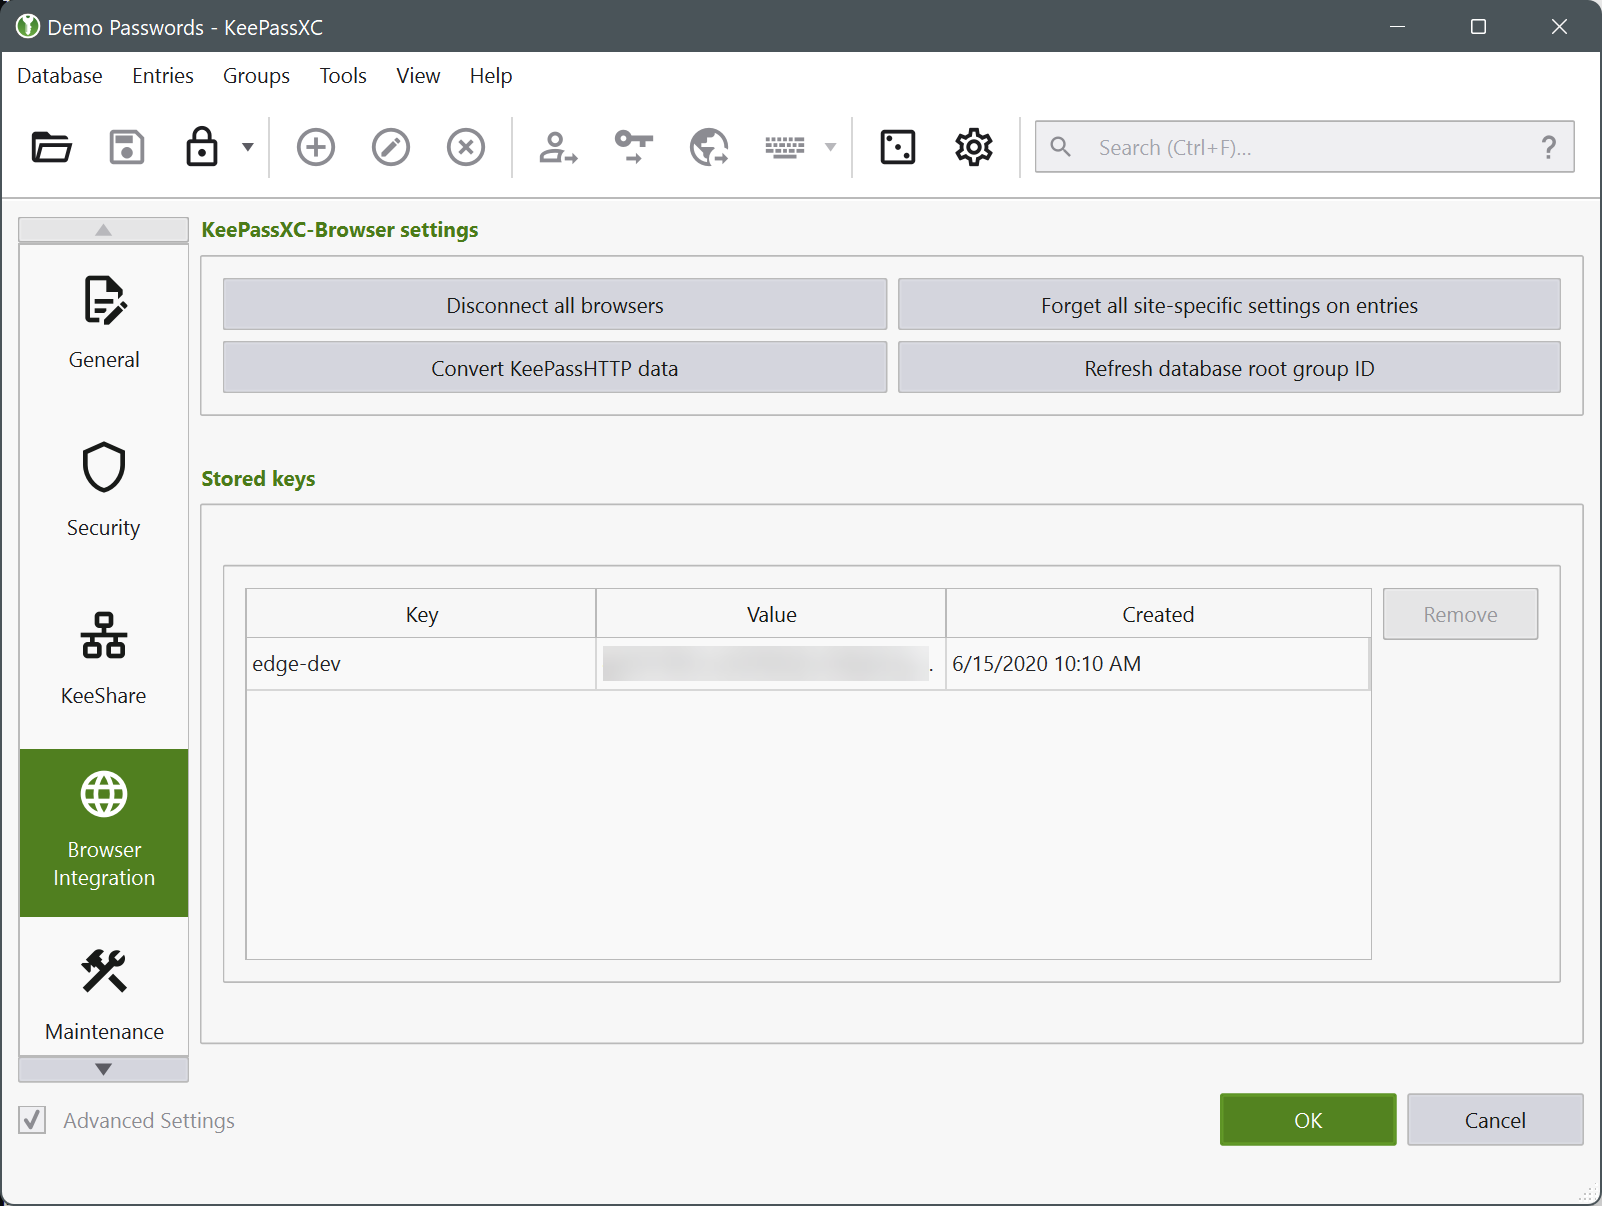 Demo Passwords - KeePassXC
Database Entries Groups Tools View Help
Search (Ctrl+F)... ?
KeePassXC-Browser settings
Disconnect all browsers
Forget all site-specific settings on entries
Convert KeePassHTTP data
Refresh database root group ID
General
Security
KeeShare
Browser
Integration
Maintenance
Stored keys
Key Value Created
Remove
edge-dev . 6/15/2020 10:10 AM
Advanced Settings
OK
Cancel